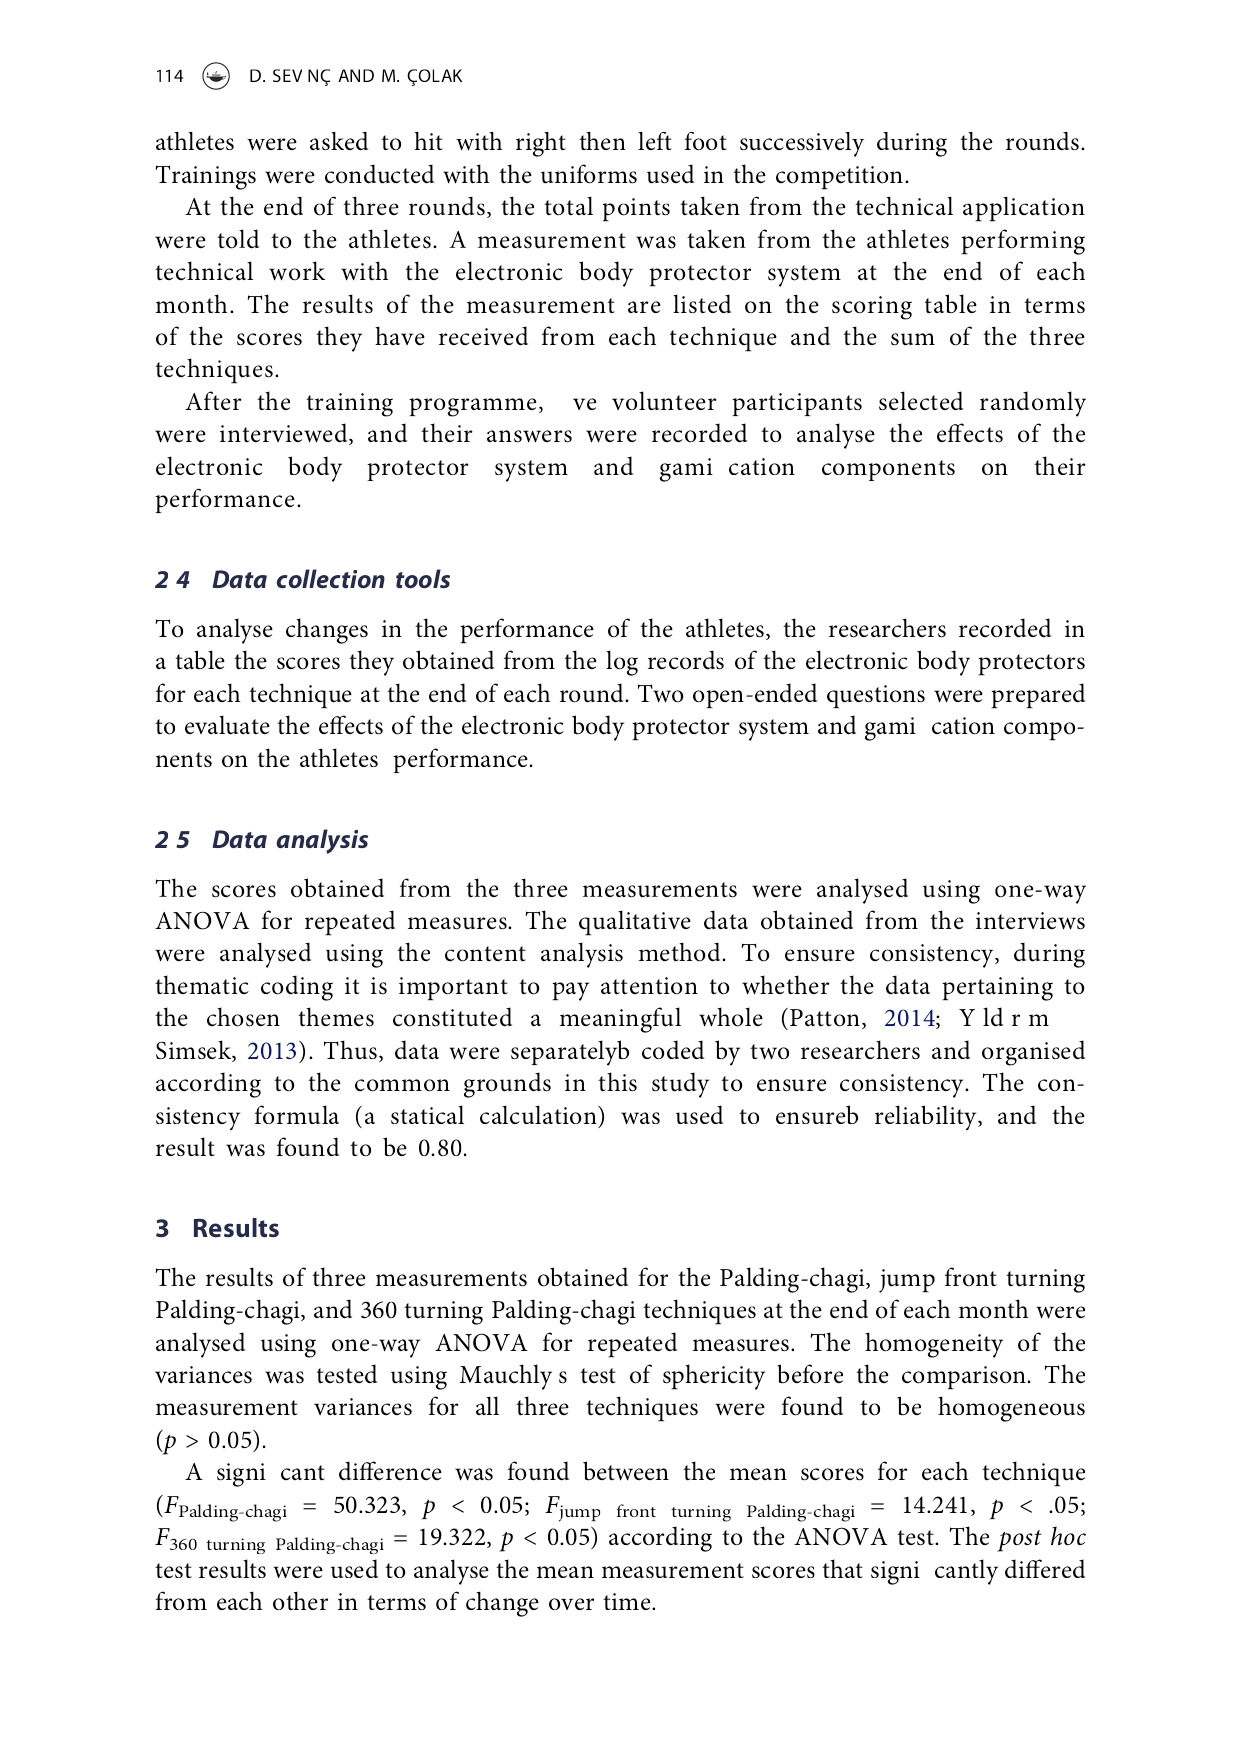 114 D. SEV NÇ AND M. ÇOLAK
athletes were asked to hit with right then left foot successively during the rounds.
Trainings were conducted with the uniforms used in the competition.
At the end of three rounds, the total points taken from the technical application
were told to the athletes. A measurement was taken from the athletes performing
technical work with the electronic body protector system at the end of each
month. The results of the measurement are listed on the scoring table in terms
of the scores they have received from each technique and the sum of the three
techniques.
After the training programme, ve volunteer participants selected randomly
were interviewed, and their answers were recorded to analyse the effects of the
electronic body protector system and gami cation components on their
performance.
2 4 Data collection tools
To analyse changes in the performance of the athletes, the researchers recorded in
a table the scores they obtained from the log records of the electronic body protectors
for each technique at the end of each round. Two open-ended questions were prepared
to evaluate the effects of the electronic body protector system and gami cation compo-
nents on the athletes performance.
2 5 Data analysis
The scores obtained from the three measurements were analysed using one-way
ANOVA for repeated measures. The qualitative data obtained from the interviews
were analysed using the content analysis method. To ensure consistency, during
thematic coding it is important to pay attention to whether the data pertaining to
the chosen themes constituted a meaningful whole (Patton, 2014; Y ld r m
Simsek, 2013). Thus, data were separatelyb coded by two researchers and organised
according to the common grounds in this study to ensure consistency. The con-
sistency formula (a statical calculation) was used to ensureb reliability, and the
result was found to be 0.80.
3 Results
The results of three measurements obtained for the Palding-chagi, jump front turning
Palding-chagi, and 360 turning Palding-chagi techniques at the end of each month were
analysed using one-way ANOVA for repeated measures. The homogeneity of the
variances was tested using Mauchly s test of sphericity before the comparison. The
measurement variances for all three techniques were found to be homogeneous
(p > 0.05).
A signi cant difference was found between the mean scores for each technique
(FPalding-chagi = 50.323, p < 0.05; Fjump front turning Palding-chagi = 14.241, p < .05;
F360 turning Palding-chagi = 19.322, p < 0.05) according to the ANOVA test. The post hoc
test results were used to analyse the mean measurement scores that signi cantly differed
from each other in terms of change over time.